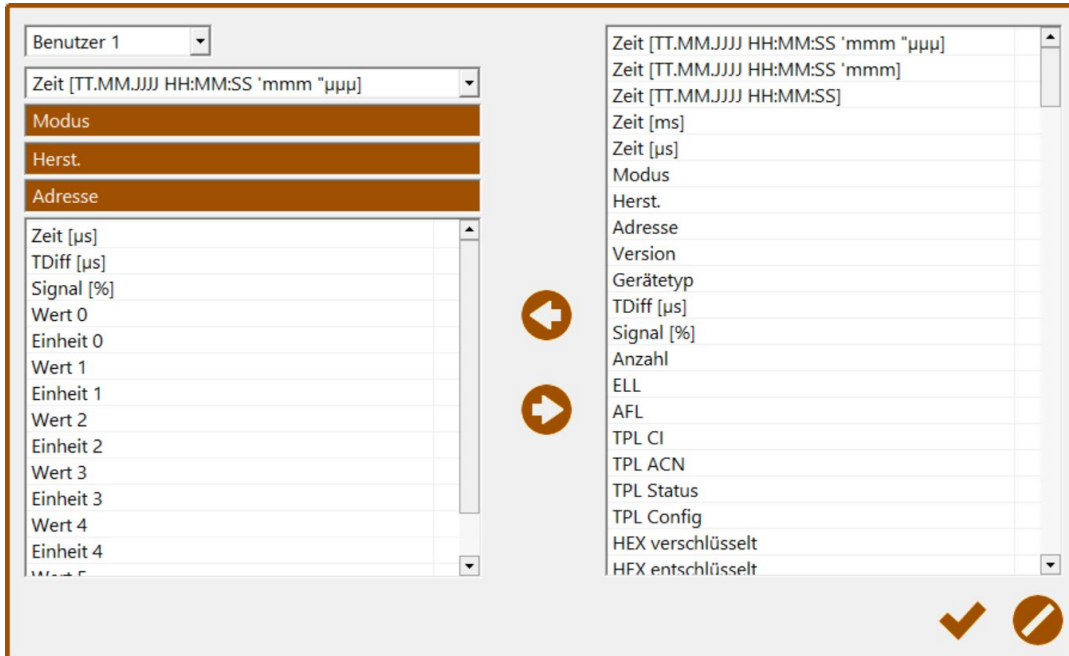 Benutzer 1
Zeit [TT.MM.JJJJ HH:MM:SS 'mmm "µµµ]
Modus
Herst.
Adresse
Zeit [µs]
TDiff [µs]
Signal [%]
Wert 0
Einheit 0
Wert 1
Einheit 1
Wert 2
Einheit 2
Wert 3
Einheit 3
Wert 4
Einheit 4
Zeit [TT.MM.JJJJ HH:MM:SS 'mmm "µµµ]
Zeit [TT.MM.JJJJ HH:MM:SS 'mmm]
Zeit [TT.MM.JJJJ HH:MM:SS]
Zeit [ms]
Zeit [µs]
Modus
Herst.
Adresse
Version
Gerätetyp
TDiff [µs]
Signal [%]
Anzahl
ELL
AFL
TPL CI
TPL ACN
TPL Status
TPL Config
HEX verschlüsselt
HEX entschlüsselt